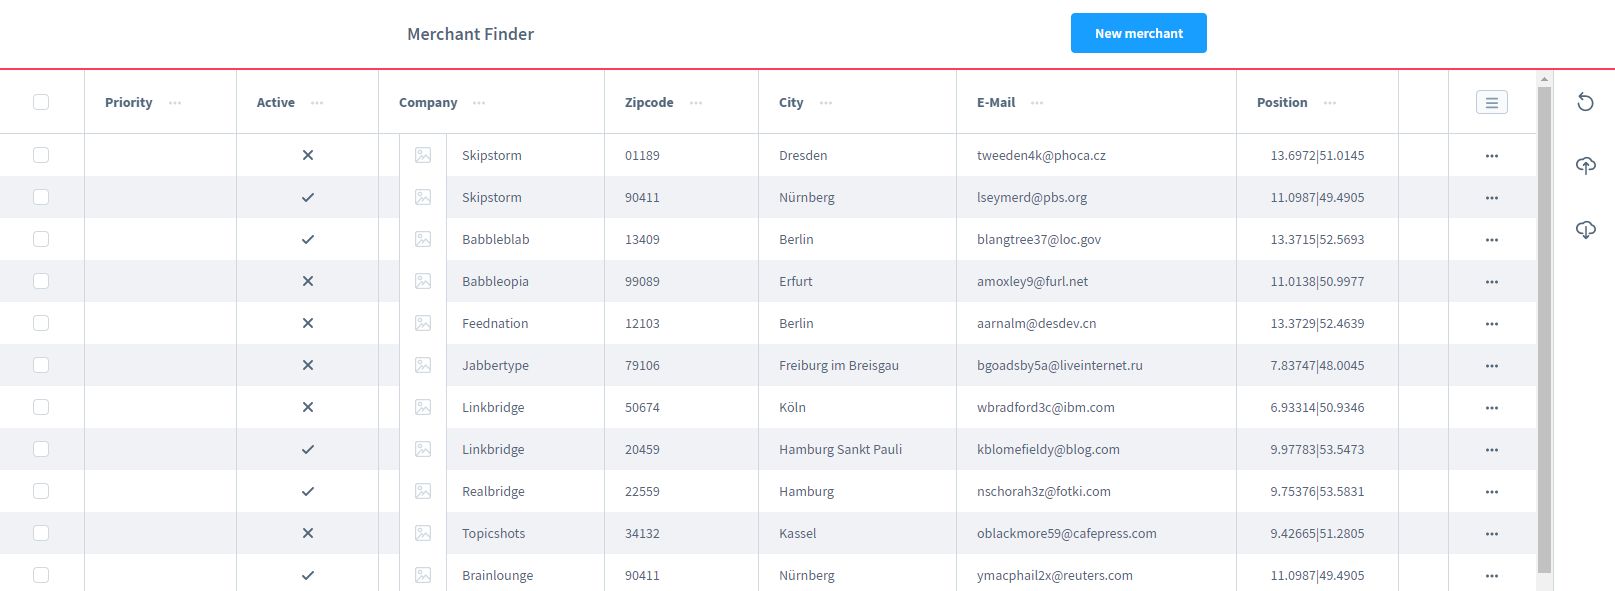 Merchant Finder New merchant
Priority Active Company Zipcode City E-Mail Position
Skipstorm 01189 Dresden tweeden4k@phoca.cz 13.6972|51.0145
Skipstorm 90411 Nürnberg lseymerd@pbs.org 11.0987|49.4905
Babbleblab 13409 Berlin blangtree37@loc.gov 13.3715|52.5693
Babbleopia 99089 Erfurt amoxley9@furl.net 11.0138|50.9977
Feednation 12103 Berlin aarnalm@desdev.cn 13.3729|52.4639
Jabbertype 79106 Freiburg im Breisgau bgoadsby5a@liveinternet.ru 7.83747|48.0045
Linkbridge 50674 Köln wbradford3c@ibm.com 6.93314|50.9346
Linkbridge 20459 Hamburg Sankt Pauli kblomefieldy@blog.com 9.97783|53.5473
Realbridge 22559 Hamburg nschorah3z@fotki.com 9.75376|53.5831
Topicshots 34132 Kassel oblackmore59@cafepress.com 9.42665|51.2805
Brainlounge 90411 Nürnberg ymacphail2x@reuters.com 11.0987|49.4905